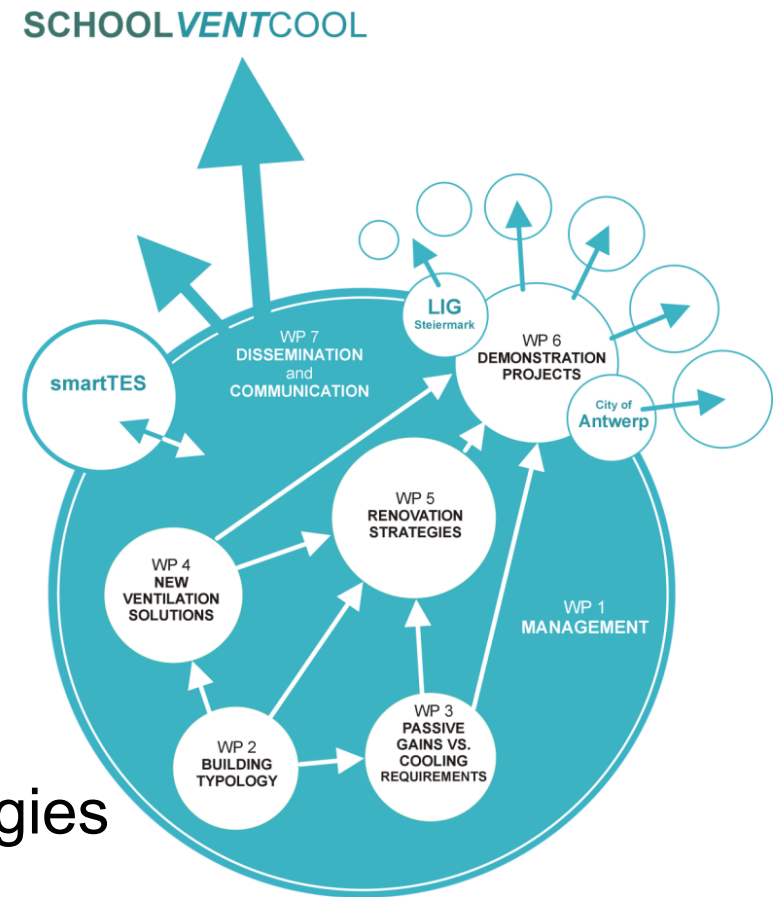 SCHOOLVENTCOOL
LIG
Steiermark
WP 7
DISSEMINATION
and
COMMUNICATION
WP 6
DEMONSTRATION
PROJECTS
smartTES
City of
Antwerp
WP 5
RENOVATION
STRATEGIES
WP 4
NEW
VENTILATION
SOLUTIONS
WP 1
MANAGEMENT
WP 3
PASSIVE
GAINS VS.
COOLING
REQUIREMENTS
WP 2
BUILDING
TYPOLOGY
gies